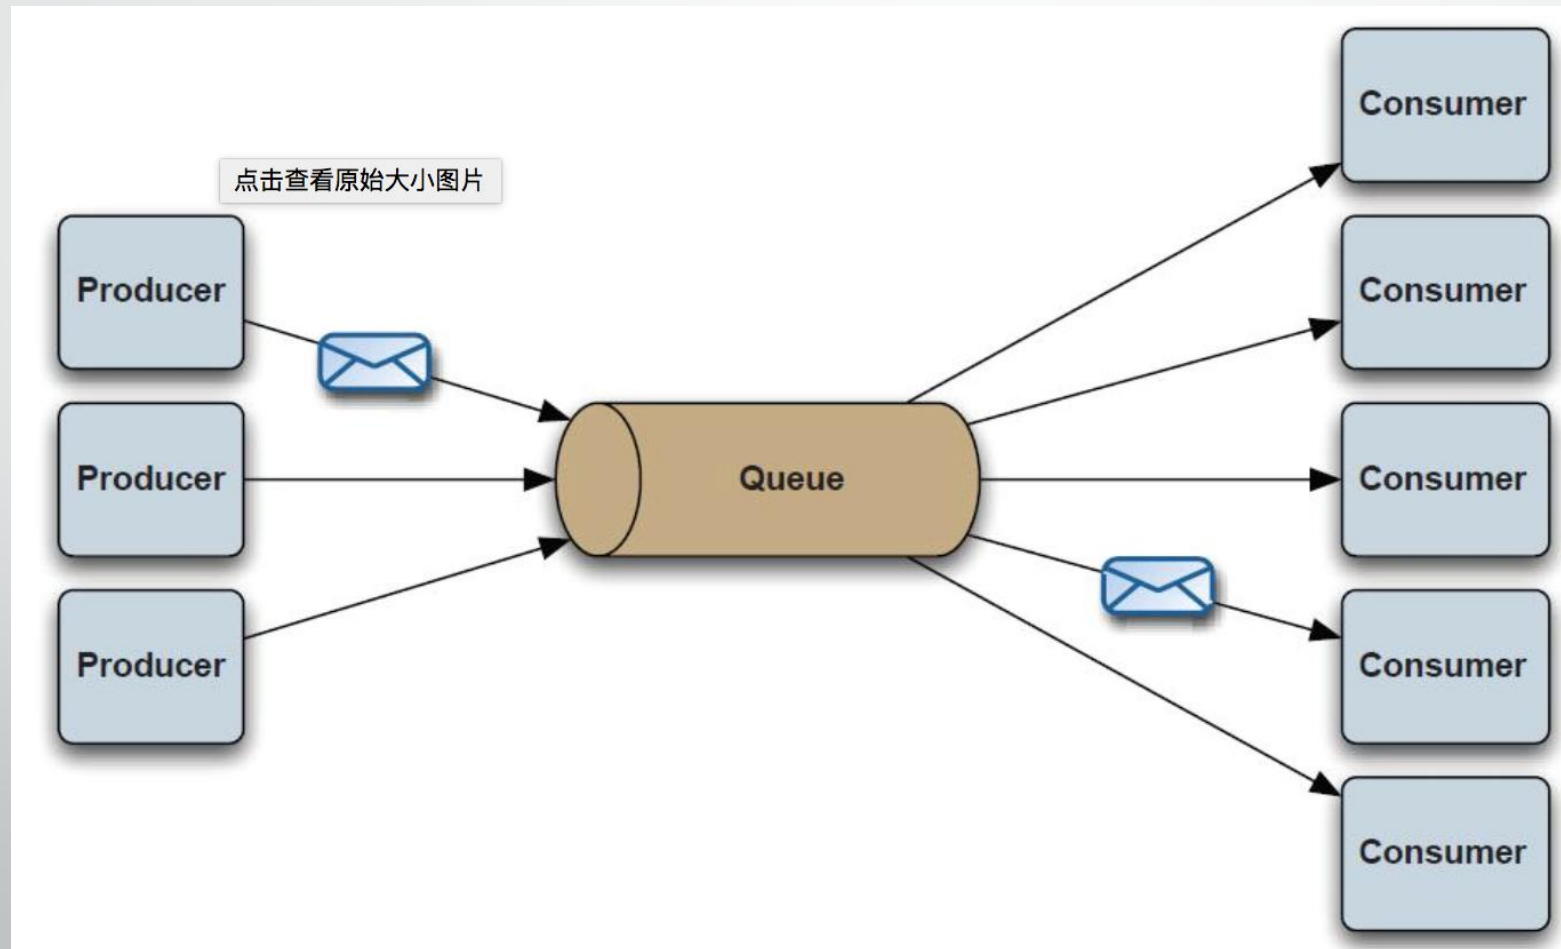 点击查看原始大小图片
Producer
Producer
Producer
Queue
Consumer
Consumer
Consumer
Consumer
Consumer